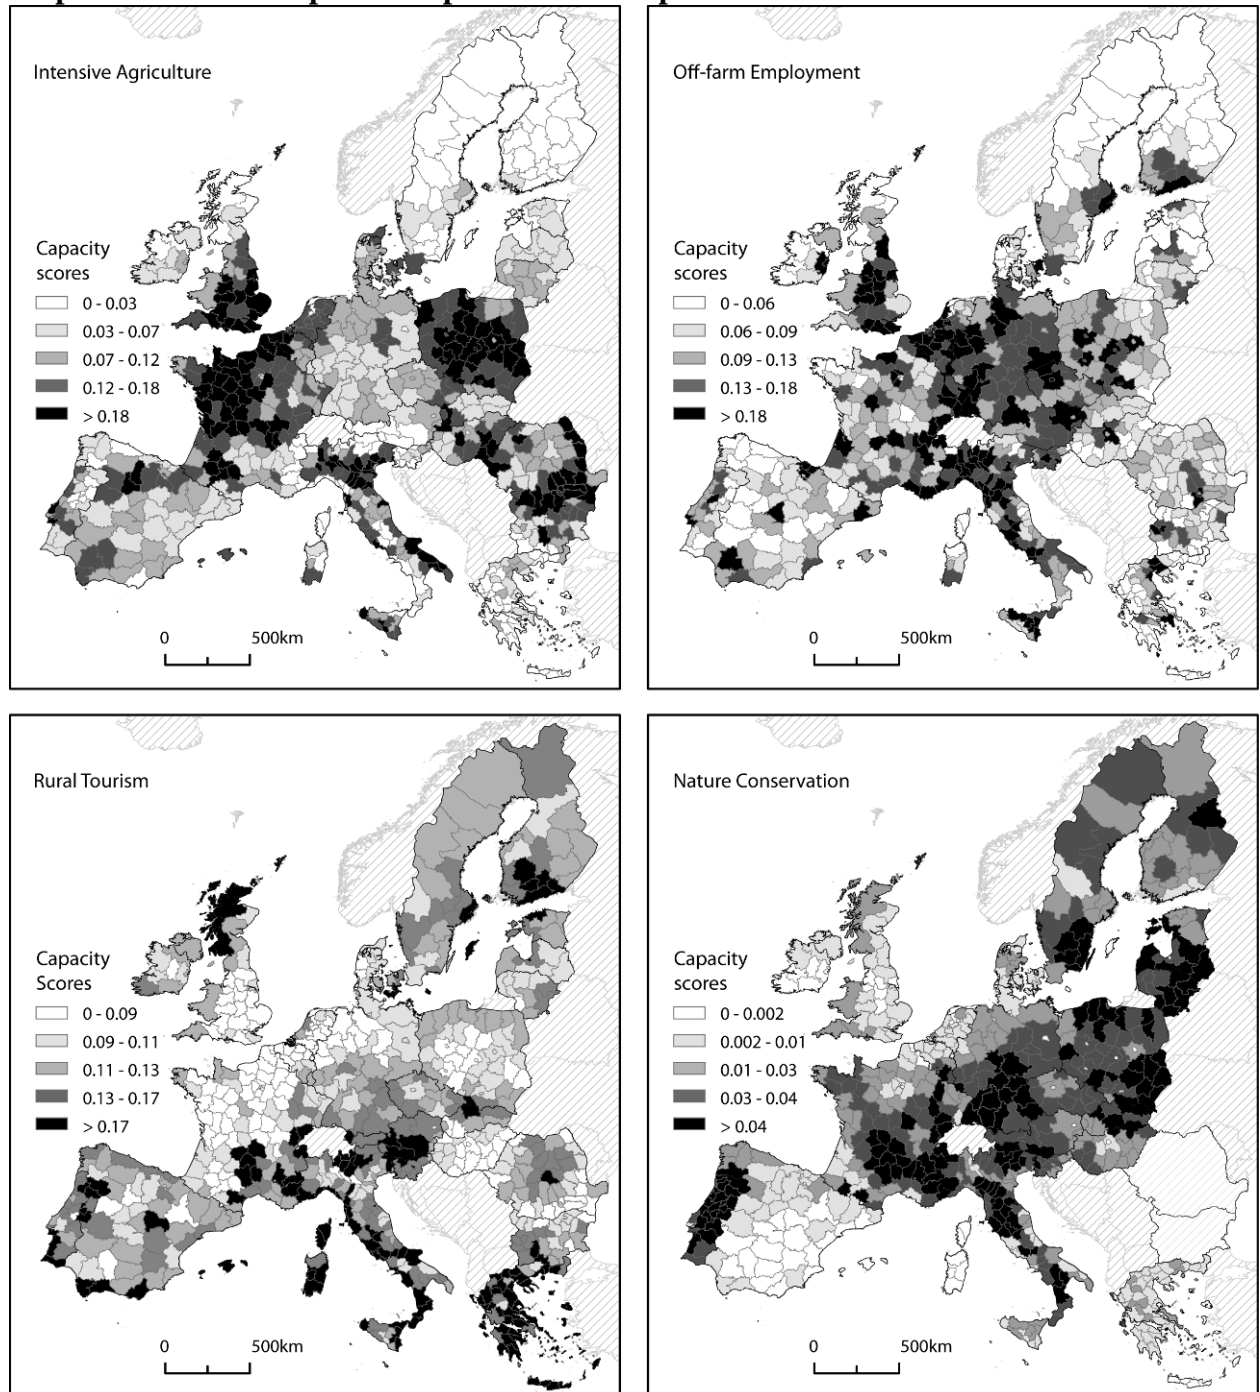 Intensive Agriculture
Capacity
scores
0 - 0.03
0.03 - 0.07
0.07 - 0.12
0.12 - 0.18
> 0.18
0 500km
Off-farm Employment
Capacity
scores
0 - 0.06
0.06 - 0.09
0.09 - 0.13
0.13 - 0.18
> 0.18
0 500km
Rural Tourism
Capacity
Scores
0 - 0.09
0.09 - 0.11
0.11 - 0.13
0.13 - 0.17
> 0.17
0 500km
Nature Conservation
Capacity
scores
0 - 0.002
0.002 - 0.01
0.01 - 0.03
0.03 - 0.04
> 0.04
0 500km